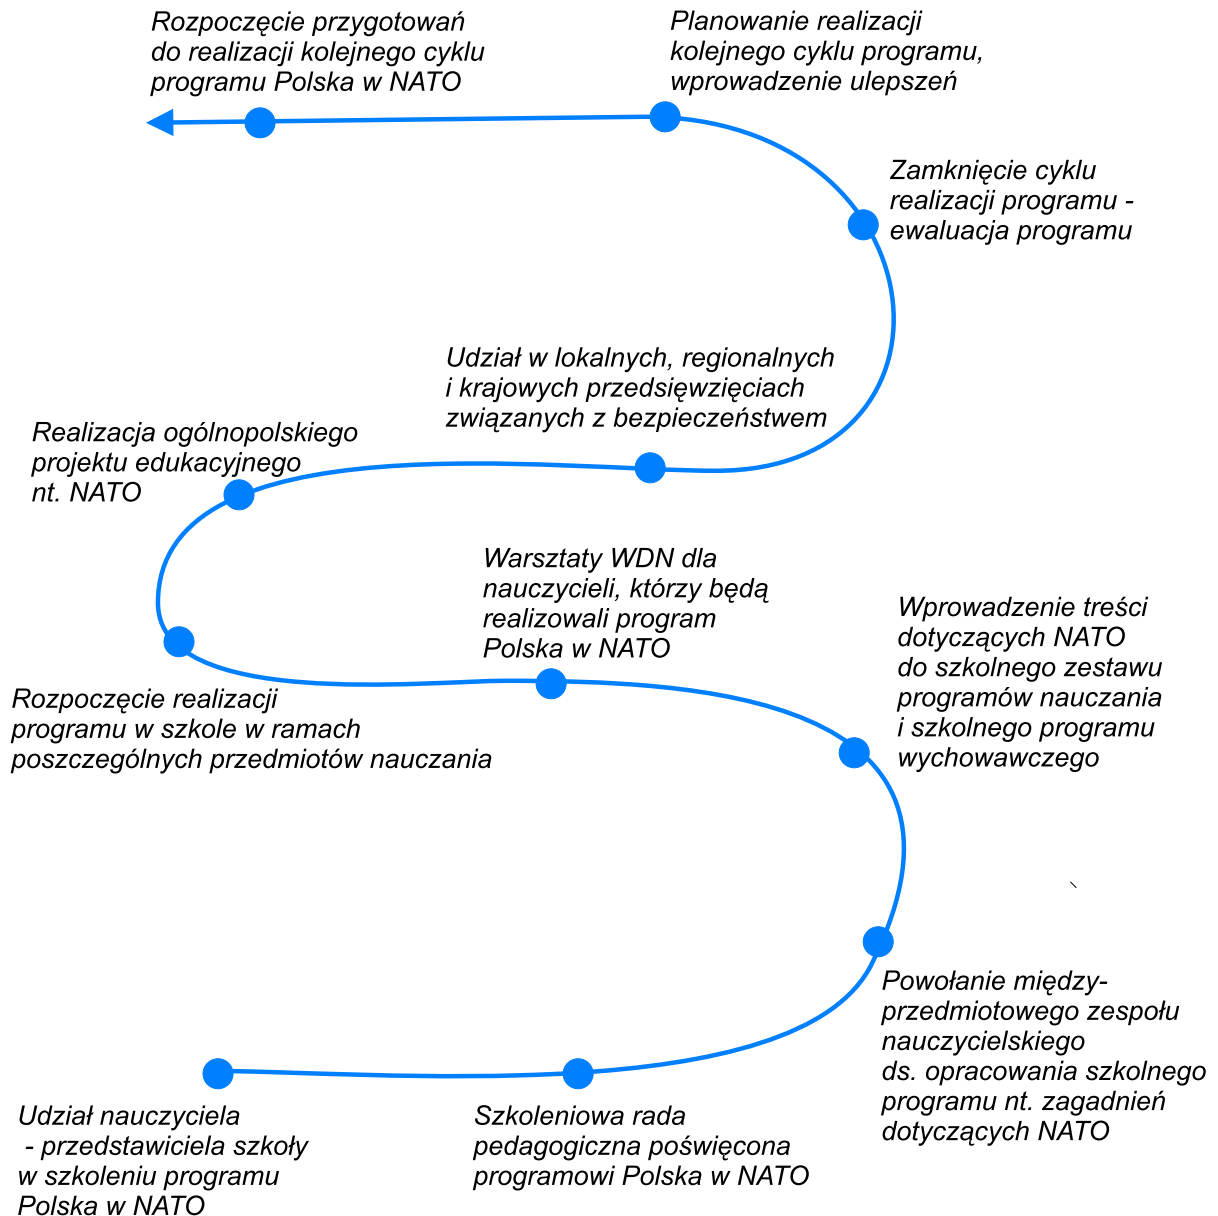 Rozpoczęcie przygotowań
do realizacji kolejnego cyklu
programu Polska w NATO
Planowanie realizacji
kolejnego cyklu programu,
wprowadzenie ulepszeń
Zamknięcie cyklu
realizacji programu -
ewaluacja programu
Udział w lokalnych, regionalnych
i krajowych przedsięwzięciach
związanych z bezpieczeństwem
Realizacja ogólnopolskiego
projektu edukacyjnego
nt. NATO
Warsztaty WDN dla
nauczycieli, którzy będą
realizowali program
Polska w NATO
Wprowadzenie treści
dotyczących NATO
do szkolnego zestawu
programów nauczania
i szkolnego programu
wychowawczego
Rozpoczęcie realizacji
programu w szkole w ramach
poszczególnych przedmiotów nauczania
Powołanie między-
przedmiotowego zespołu
nauczycielskiego
ds. opracowania szkolnego
programu nt. zagadnień
dotyczących NATO
Udział nauczyciela
- przedstawiciela szkoły
w szkoleniu programu
Polska w NATO
Szkoleniowa rada
pedagogiczna poświęcona
programowi Polska w NATO